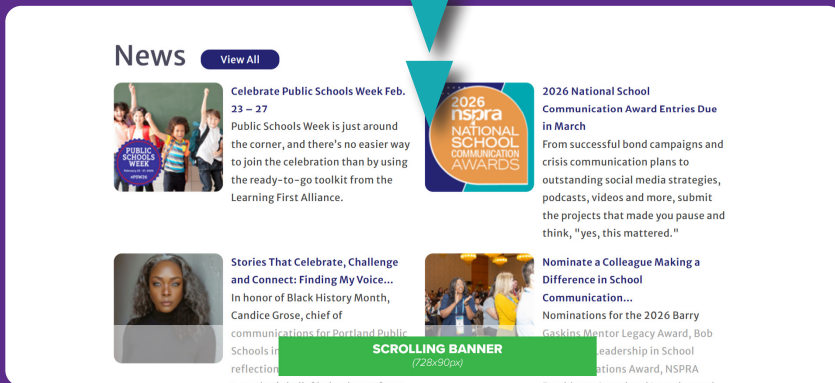 News
View All
Celebrate Public Schools Week Feb.
23 – 27
Public Schools Week is just around
the corner, and there's no easier way
to join the celebration than by using
the ready-to-go toolkit from the
Learning First Alliance.
PUBLIC
SCHOOLS
WEEK
#PSW26
2026 National School
Communication Award Entries Due
in March
From successful bond campaigns and
crisis communication plans to
outstanding social media strategies,
podcasts, videos and more, submit
the projects that made you pause and
think, "yes, this mattered."
2026
nspra
NATIONAL
SCHOOL
COMMUNICATION
AWARDS
Stories That Celebrate, Challenge
and Connect: Finding My Voice...
In honor of Black History Month,
Candice Grose, chief of
communications for Portland Public
Schools in
reflection
Nominate a Colleague Making a
Difference in School
Communication...
Nominations for the 2026 Barry
Gaskins Mentor Legacy Award, Bob
Leadership in School
Award, NSPRA
SCROLLING BANNER
(728x90px)